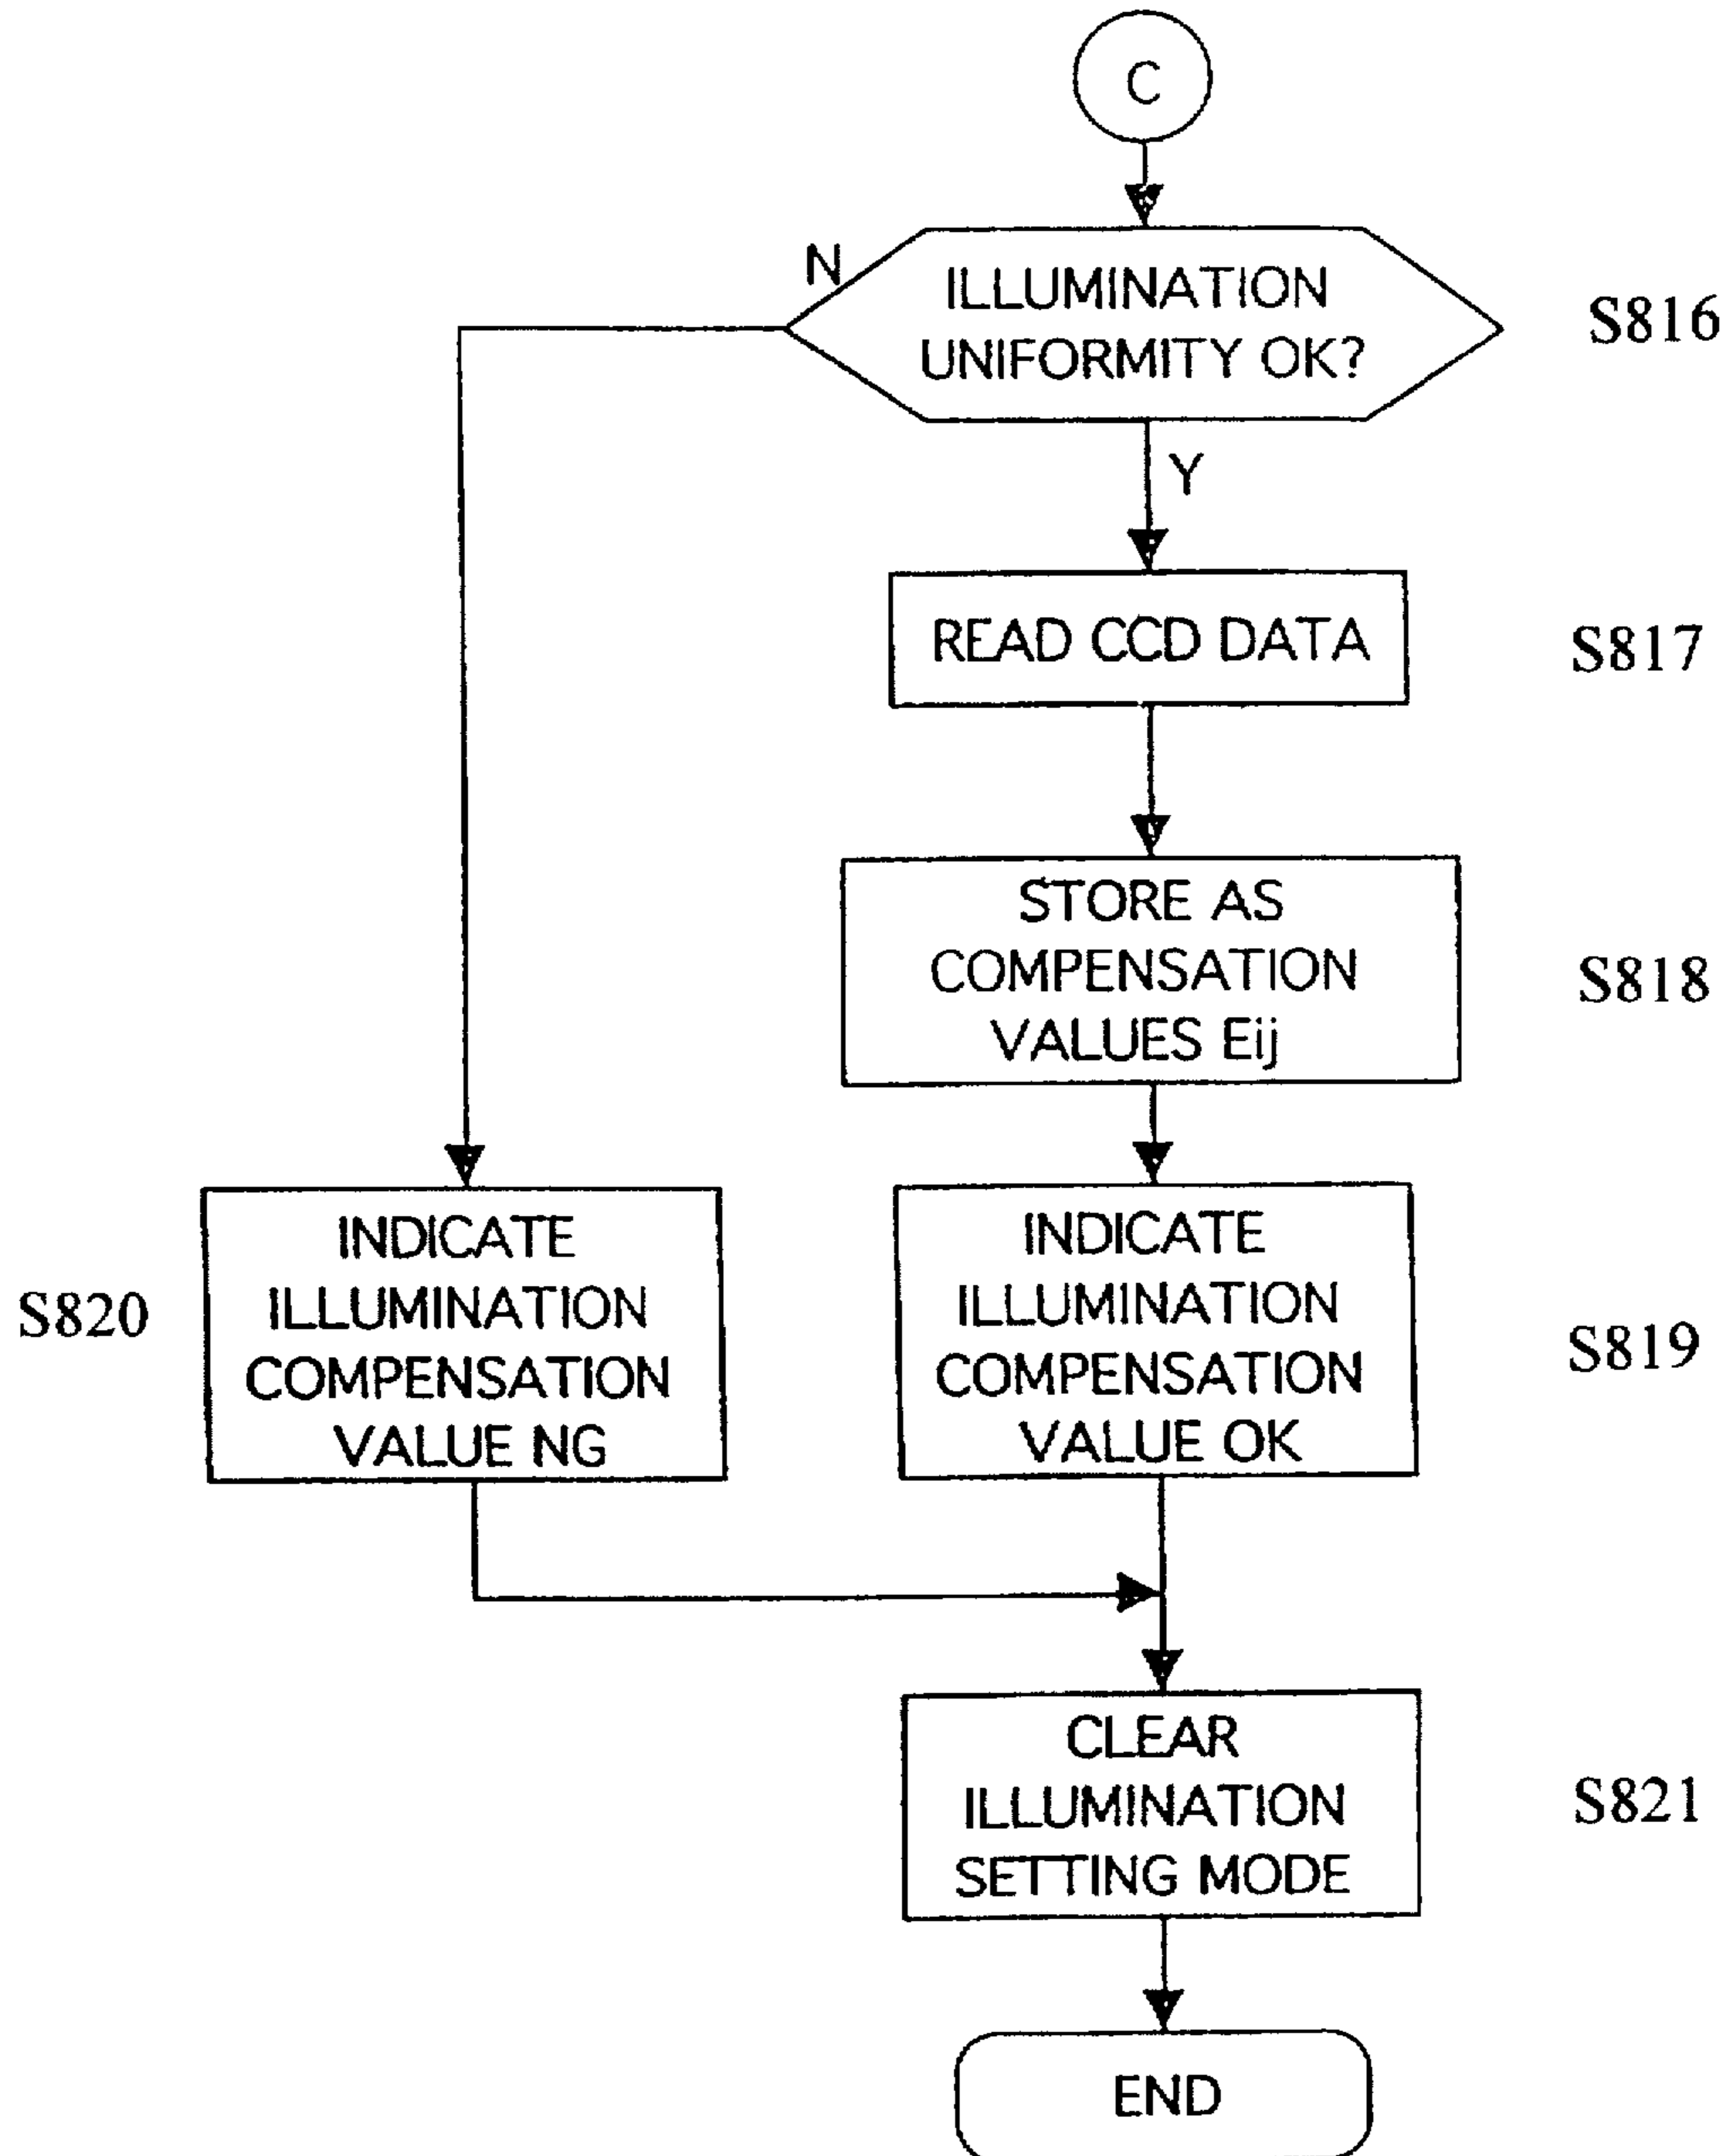 C
N
ILLUMINATION
UNIFORMITY OK?
S816
Y
READ CCD DATA
S817
STORE AS
COMPENSATION
VALUES Eij
S818
S820
INDICATE
ILLUMINATION
COMPENSATION
VALUE NG
INDICATE
ILLUMINATION
COMPENSATION
VALUE OK
S819
CLEAR
ILLUMINATION
SETTING MODE
S821
END